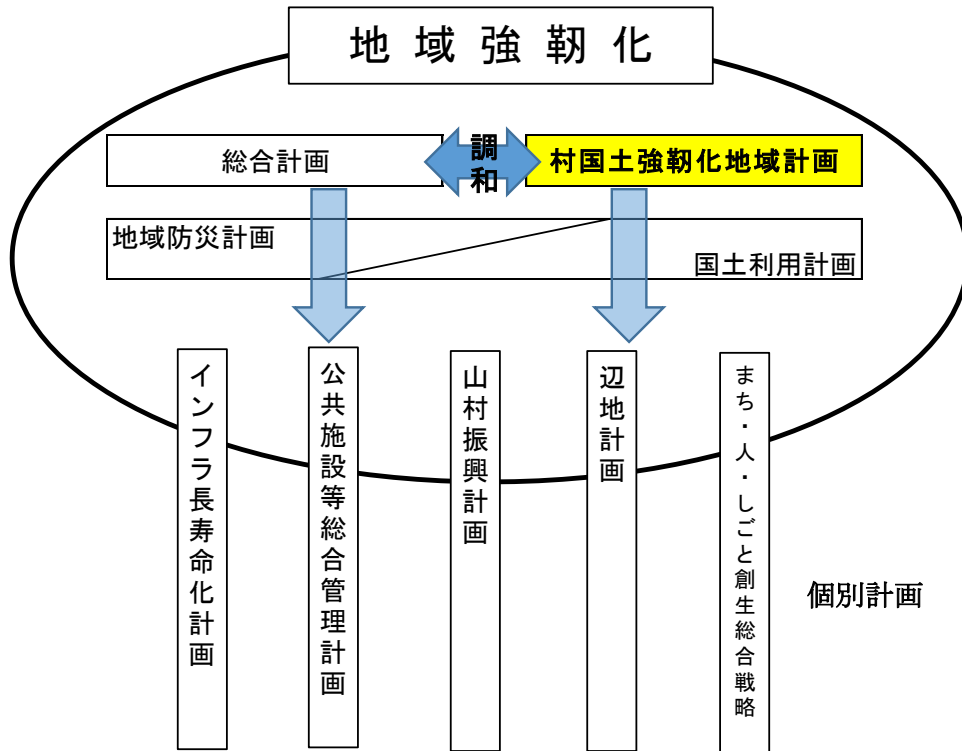 地域強靭化
総合計画
調和
村国土強靭化地域計画
地域防災計画
国土利用計画
インフラ長寿命化計画
公共施設等総合管理計画
山村振興計画
辺地計画
まち・人・しごと創生総合戦略
個別計画